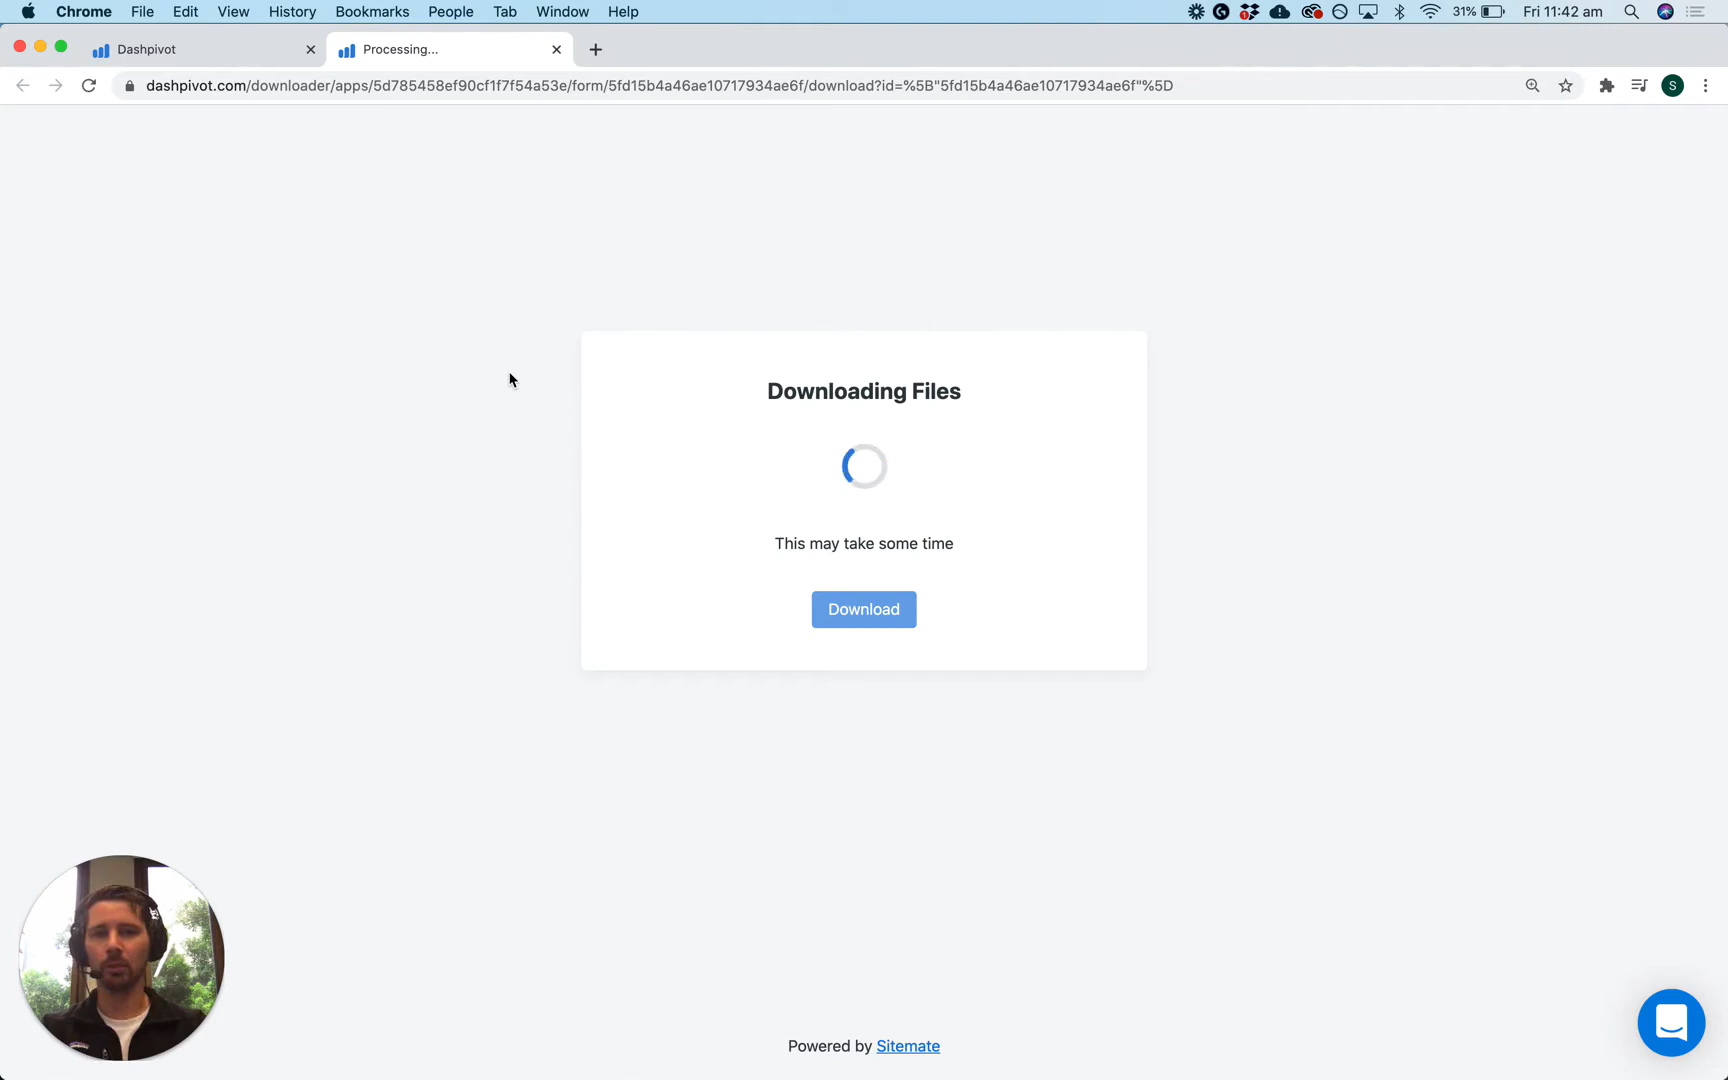 Chrome File Edit View History Bookmarks People Tab Window Help 31% Fri 11:42 am
Dashpivot Processing...
dashpivot.com/downloader/apps/5d785458ef90cf1f7f54a53e/form/5fd15b4a46ae10717934ae6f/download?id=%5B"5fd15b4a46ae10717934ae6f"%5D S
Downloading Files
This may take some time
Download
Powered by Sitemate